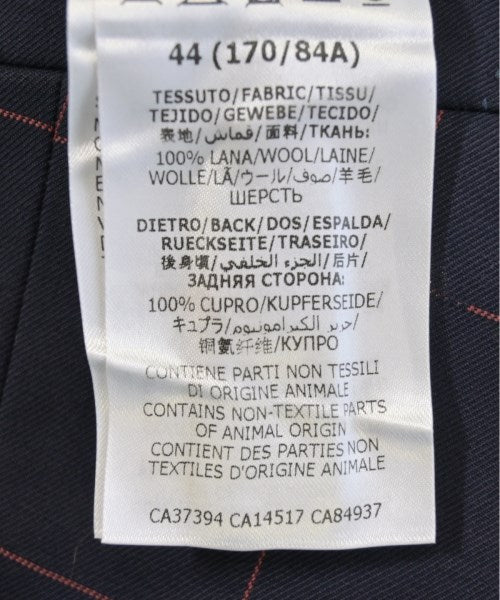 44 (170/84A)
TESSUTO/FABRIC/TISSU/
TEJIDO/GEWEBE/TECIDO/
表地/قماش/面料/ТКАНЬ:
100% LANA/WOOL/LAINE/
WOLLE/LÃ/ウール/صوف/羊毛/
ШЕРСТЬ
DIETRO/BACK/DOS/ESPALDA/
RUECKSEITE/TRASEIRO/
後身頃/الجزء الخلفي/后片/
ЗАДНЯЯ СТОРОНА:
100% CUPRO/KUPFERSEIDE/
キュプラ/حرير الكبرامونيوم/
铜氨纤维/КУПРО
CONTIENE PARTI NON TESSILI
DI ORIGINE ANIMALE
CONTAINS NON-TEXTILE PARTS
OF ANIMAL ORIGIN
CONTIENT DES PARTIES NON
TEXTILES D'ORIGINE ANIMALE
CA37394 CA14517 CA84937